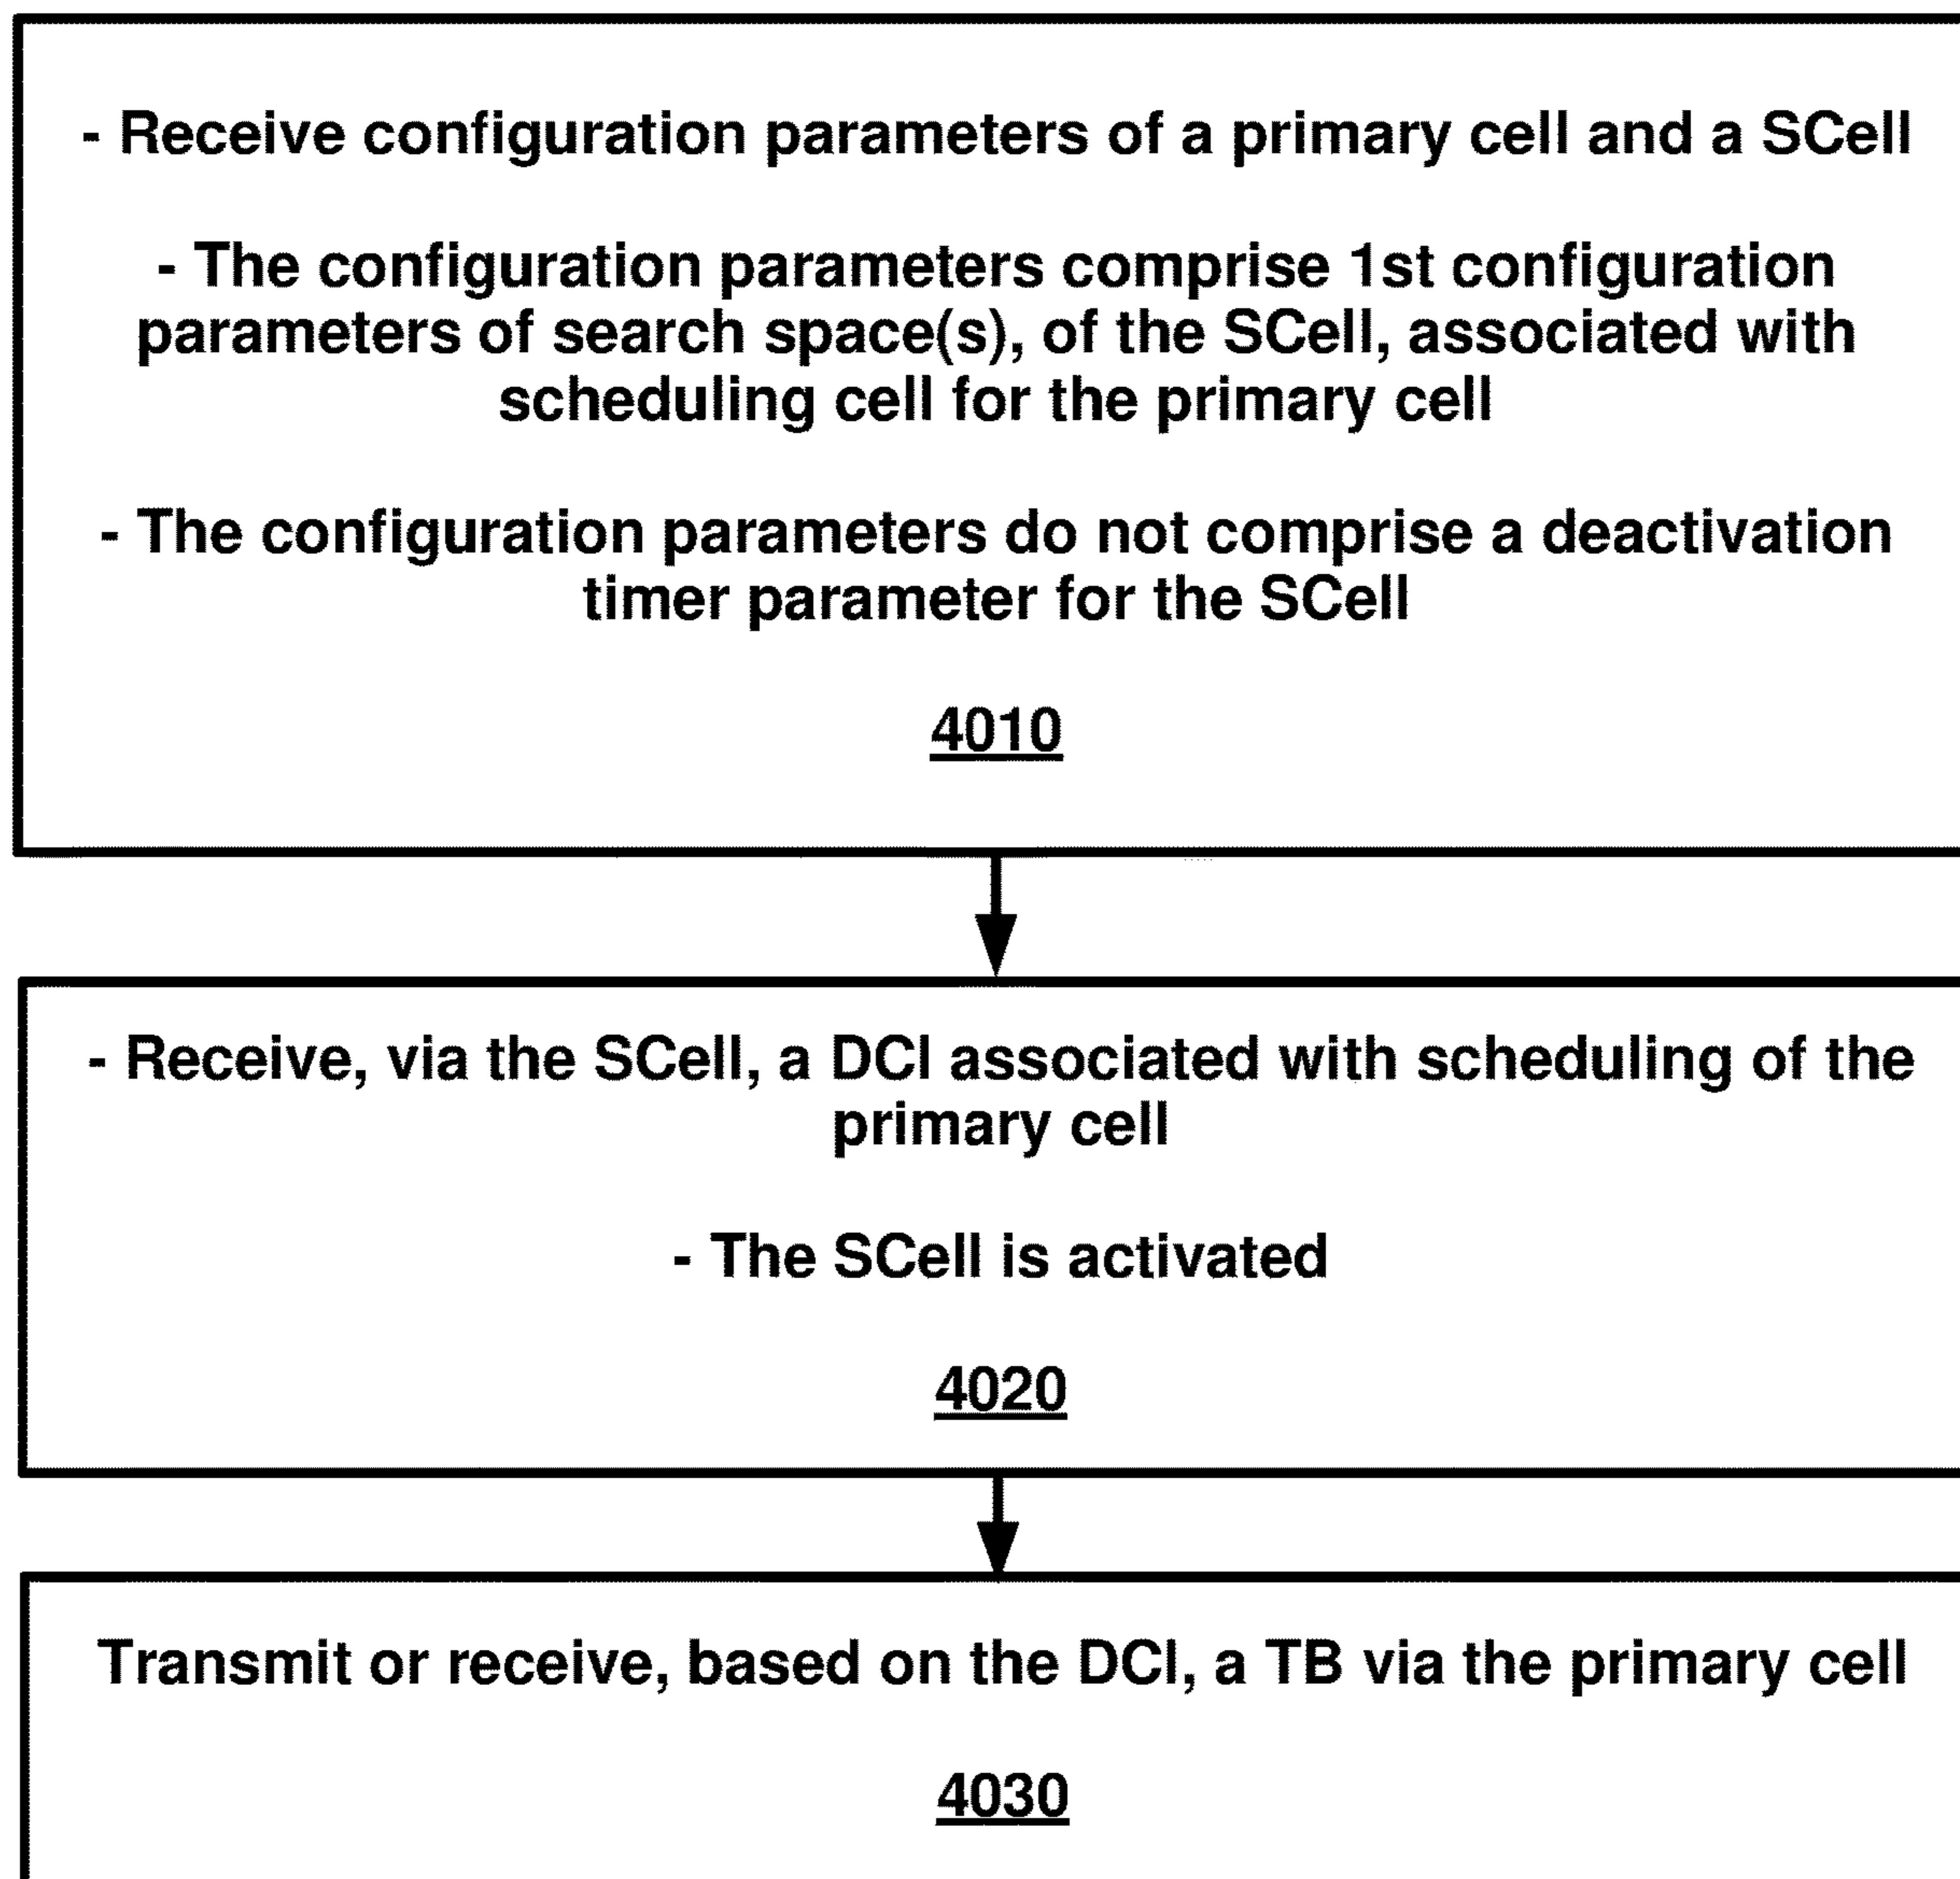 - Receive configuration parameters of a primary cell and a SCell
- The configuration parameters comprise 1st configuration
parameters of search space(s), of the SCell, associated with
scheduling cell for the primary cell
- The configuration parameters do not comprise a deactivation
timer parameter for the SCell
4010
- Receive, via the SCell, a DCI associated with scheduling of the
primary cell
- The SCell is activated
4020
Transmit or receive, based on the DCI, a TB via the primary cell
4030